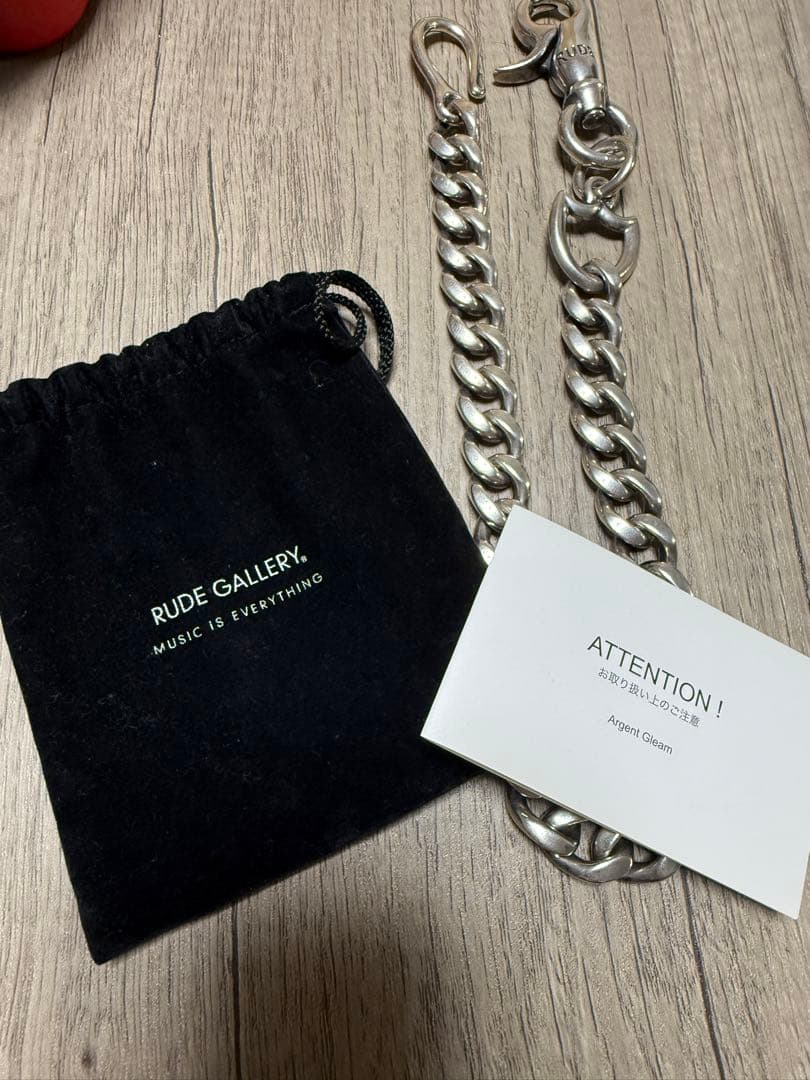 RUDE
RUDE GALLERY®
MUSIC IS EVERYTHING
ATTENTION !
お取り扱い上のご注意
Argent Gleam